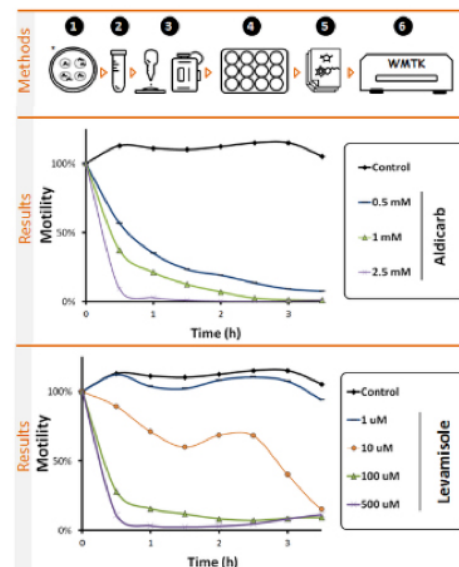 Methods
1 2 3 4 5 6
WMTK
Results
Motility
100%
50%
0%
0 1 2 3
Time (h)
Control
0.5 mM
1 mM
2.5 mM
Aldicarb
Results
Motility
100%
50%
0%
0 1 2 3
Time (h)
Control
1 uM
10 uM
100 uM
500 uM
Levamisole